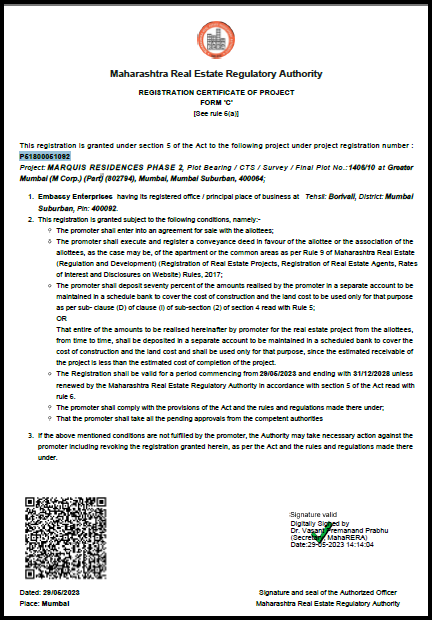 Maharashtra Real Estate Regulatory Authority
REGISTRATION CERTIFICATE OF PROJECT
FORM 'C'
[See rule 6(a)]
This registration is granted under section 5 of the Act to the following project under project registration number :
P51800051092
Project: MARQUIS RESIDENCES PHASE 2, Plot Bearing / CTS / Survey / Final Plot No.:1406/10 at Greater
Mumbai (M Corp.) (Part) (802794), Mumbai, Mumbai Suburban, 400064;
1. Embassy Enterprises having its registered office / principal place of business at Tehsil: Borivali, District: Mumbai
Suburban, Pin: 400092.
2. This registration is granted subject to the following conditions, namely:-
The promoter shall enter into an agreement for sale with the allottees;
The promoter shall execute and register a conveyance deed in favour of the allottee or the association of the
allottees, as the case may be, of the apartment or the common areas as per Rule 9 of Maharashtra Real Estate
(Regulation and Development) (Registration of Real Estate Projects, Registration of Real Estate Agents, Rates
of Interest and Disclosures on Website) Rules, 2017;
The promoter shall deposit seventy percent of the amounts realised by the promoter in a separate account to be
maintained in a schedule bank to cover the cost of construction and the land cost to be used only for that purpose
as per sub- clause (D) of clause (l) of sub-section (2) of section 4 read with Rule 5;
OR
That entire of the amounts to be realised hereinafter by promoter for the real estate project from the allottees,
from time to time, shall be deposited in a separate account to be maintained in a scheduled bank to cover the
cost of construction and the land cost and shall be used only for that purpose, since the estimated receivable of
the project is less than the estimated cost of completion of the project.
The Registration shall be valid for a period commencing from 29/05/2023 and ending with 31/12/2028 unless
renewed by the Maharashtra Real Estate Regulatory Authority in accordance with section 5 of the Act read with
rule 6.
The promoter shall comply with the provisions of the Act and the rules and regulations made there under;
That the promoter shall take all the pending approvals from the competent authorities
3. If the above mentioned conditions are not fulfilled by the promoter, the Authority may take necessary action against the
promoter including revoking the registration granted herein, as per the Act and the rules and regulations made there
under.
Signature valid
Digitally Signed by
Dr. Vasant Premanand Prabhu
(Secretary, MahaRERA)
Date:29-05-2023 14:14:04
Dated: 29/05/2023
Place: Mumbai
Signature and seal of the Authorized Officer
Maharashtra Real Estate Regulatory Authority